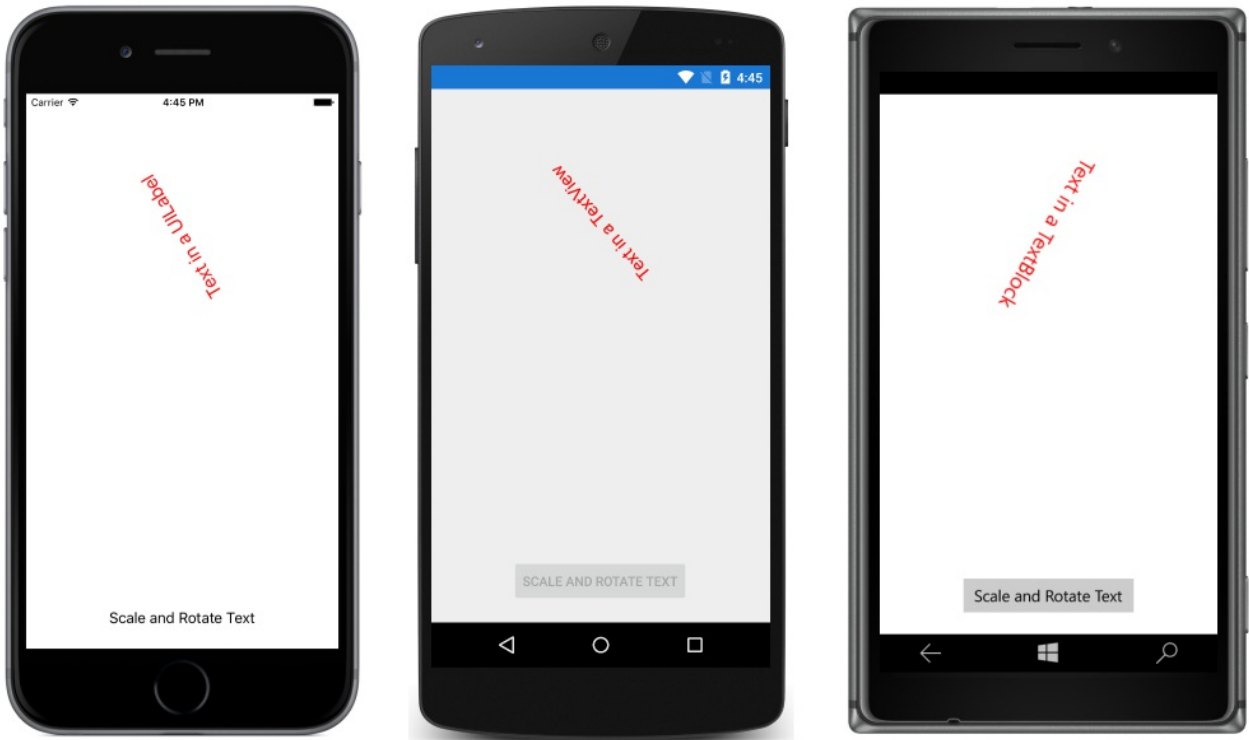 Carrier
4:45 PM
Text in a UILabel
Scale and Rotate Text
4:45
Text in a TextView
SCALE AND ROTATE TEXT
Text in a TextBlock
Scale and Rotate Text